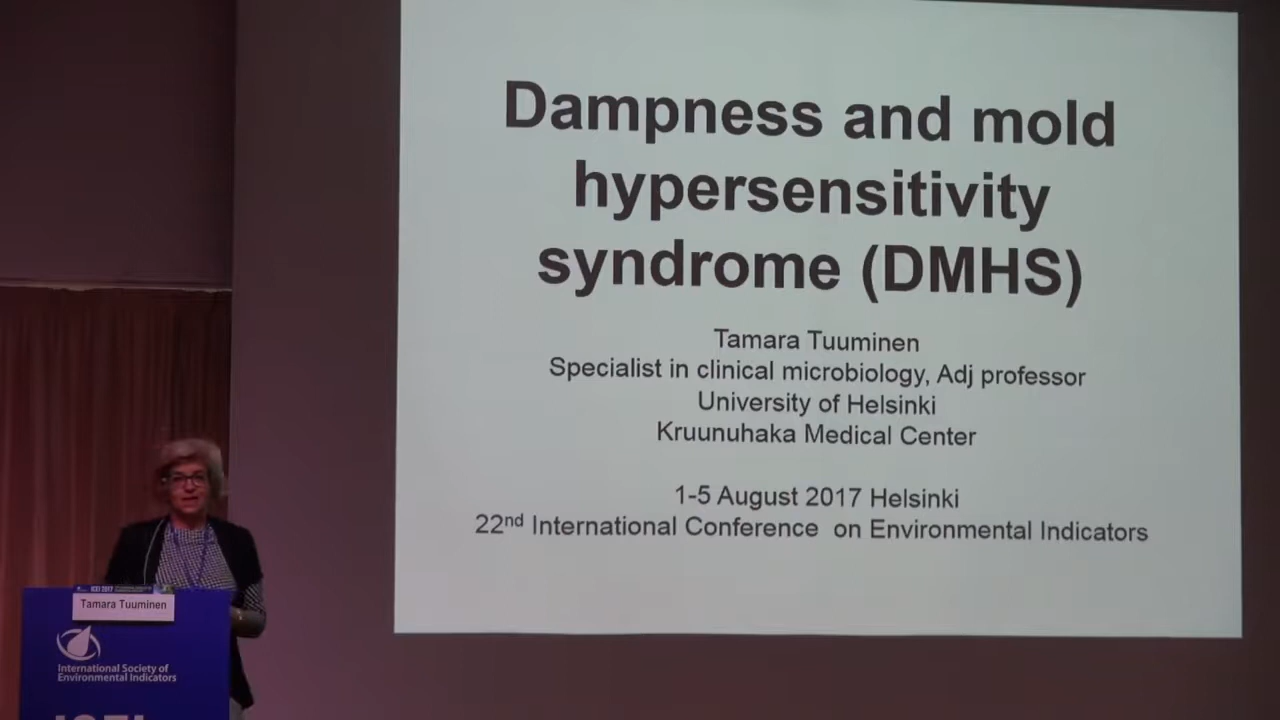 Dampness and mold
hypersensitivity
syndrome (DMHS)
Tamara Tuuminen
Specialist in clinical microbiology, Adj professor
University of Helsinki
Kruunuhaka Medical Center
1-5 August 2017 Helsinki
22nd International Conference on Environmental Indicators
ICEI 2017
Tamara Tuuminen
International Society of
Environmental Indicators